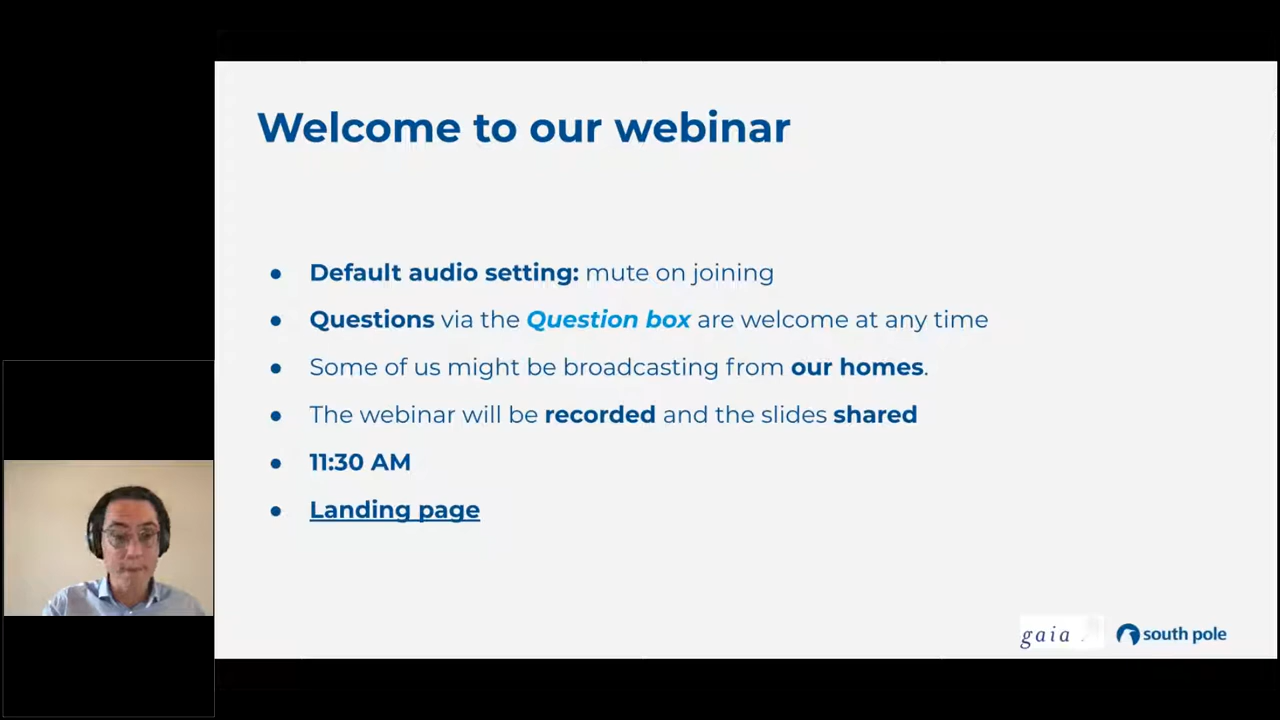 Welcome to our webinar
● Default audio setting: mute on joining
● Questions via the Question box are welcome at any time
● Some of us might be broadcasting from our homes.
● The webinar will be recorded and the slides shared
● 11:30 AM
● Landing page
gaia
south pole